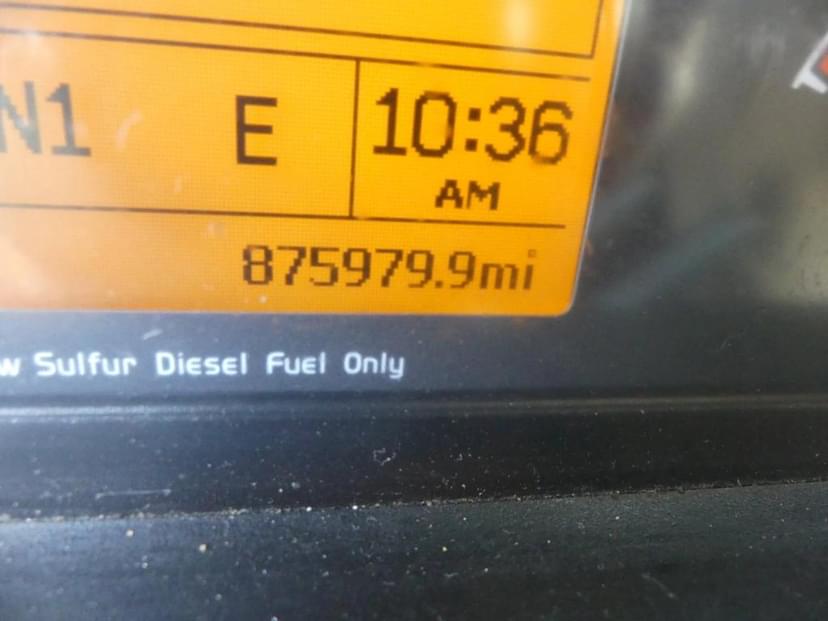 N1 E 10:36
AM
875979.9mi
w Sulfur Diesel Fuel Only